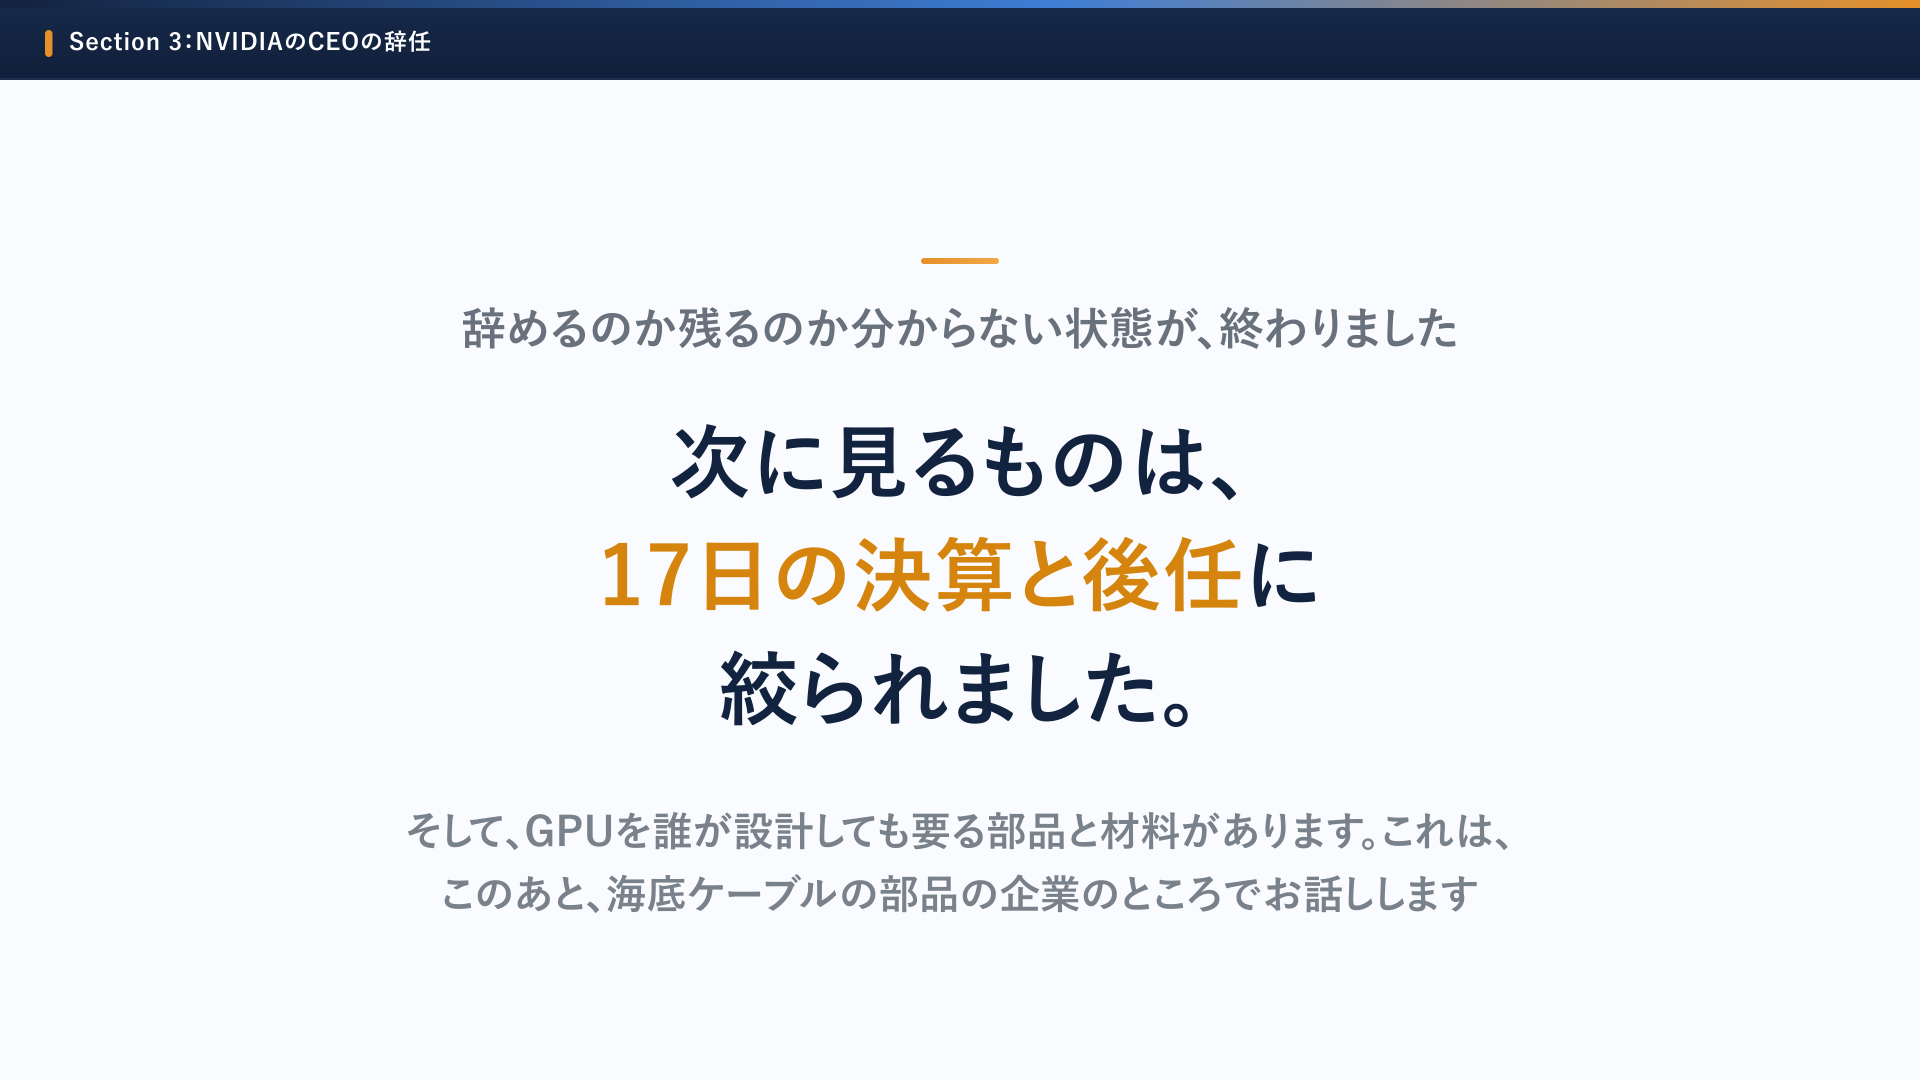 Section 3：NVIDIAのCEOの辞任
辞めるのか残るのか分からない状態が、終わりました
次に見るものは、
17日の決算と後任に
絞られました。
そして、GPUを誰が設計しても要る部品と材料があります。これは、
このあと、海底ケーブルの部品の企業のところでお話しします